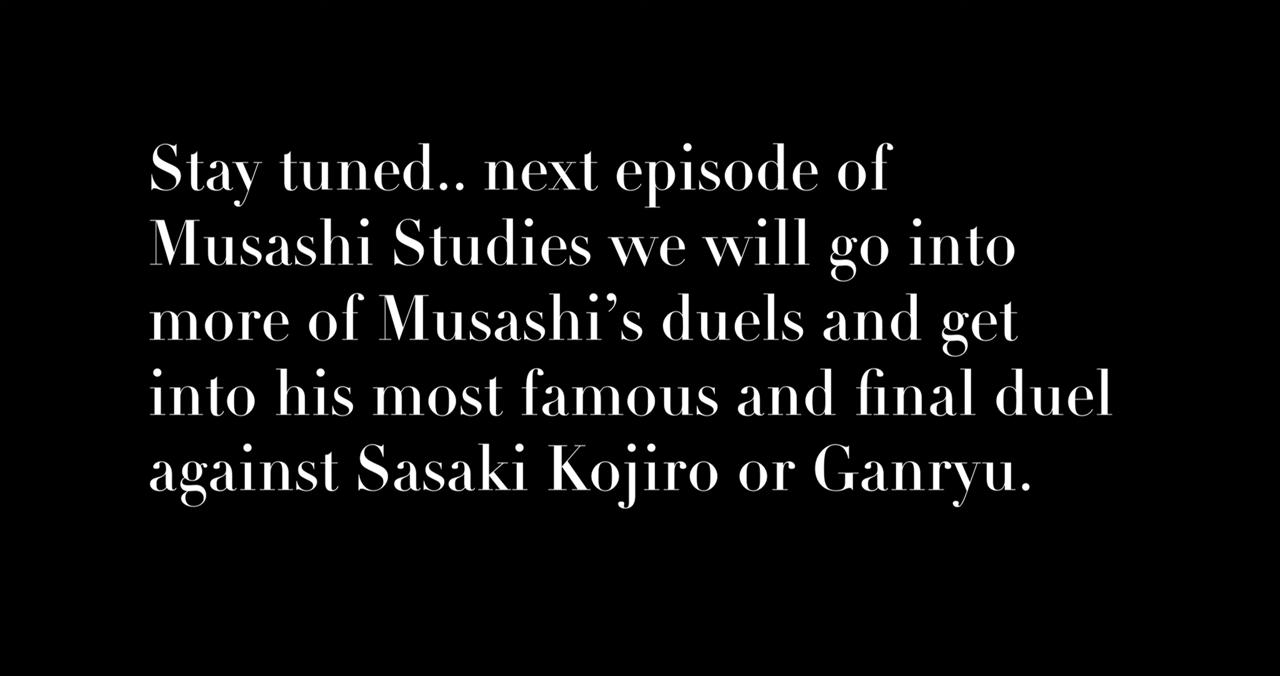 Stay tuned.. next episode of
Musashi Studies we will go into
more of Musashi’s duels and get
into his most famous and final duel
against Sasaki Kojiro or Ganryu.